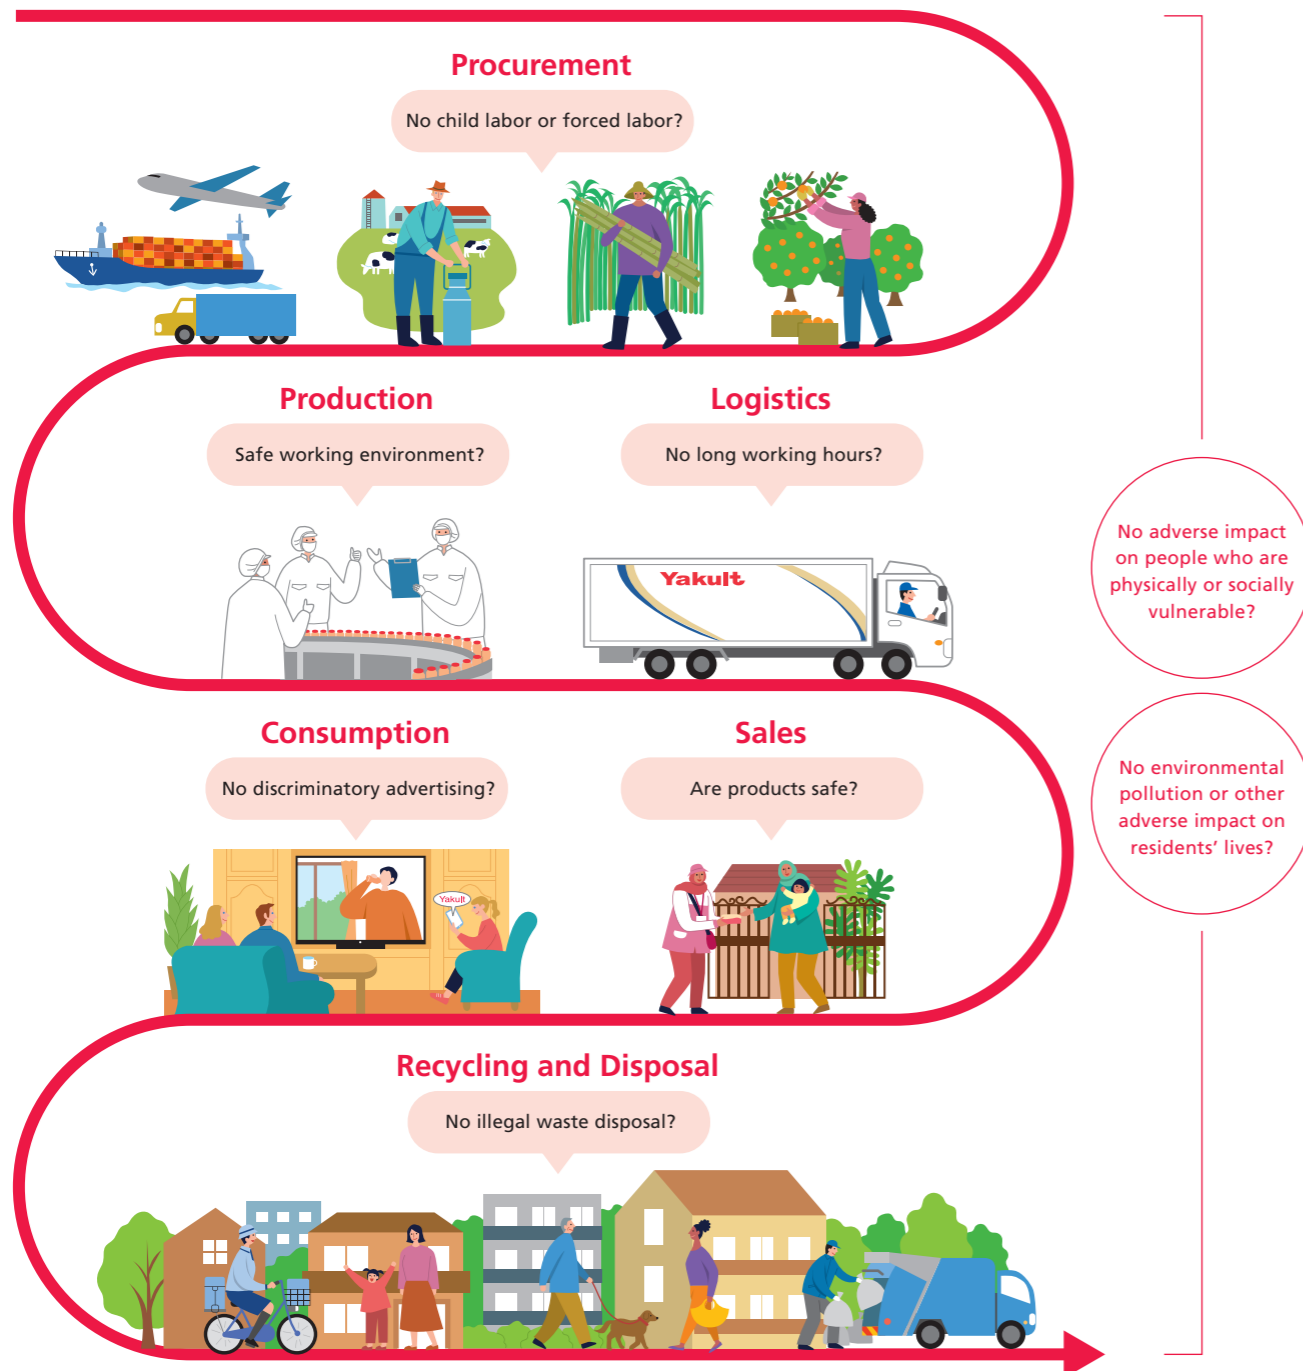 Procurement
No child labor or forced labor?
Production
Safe working environment?
Logistics
No long working hours?
Yakult
No adverse impact
on people who are
physically or socially
vulnerable?
Consumption
No discriminatory advertising?
Yakult
Sales
Are products safe?
No environmental
pollution or other
adverse impact on
residents' lives?
Recycling and Disposal
No illegal waste disposal?